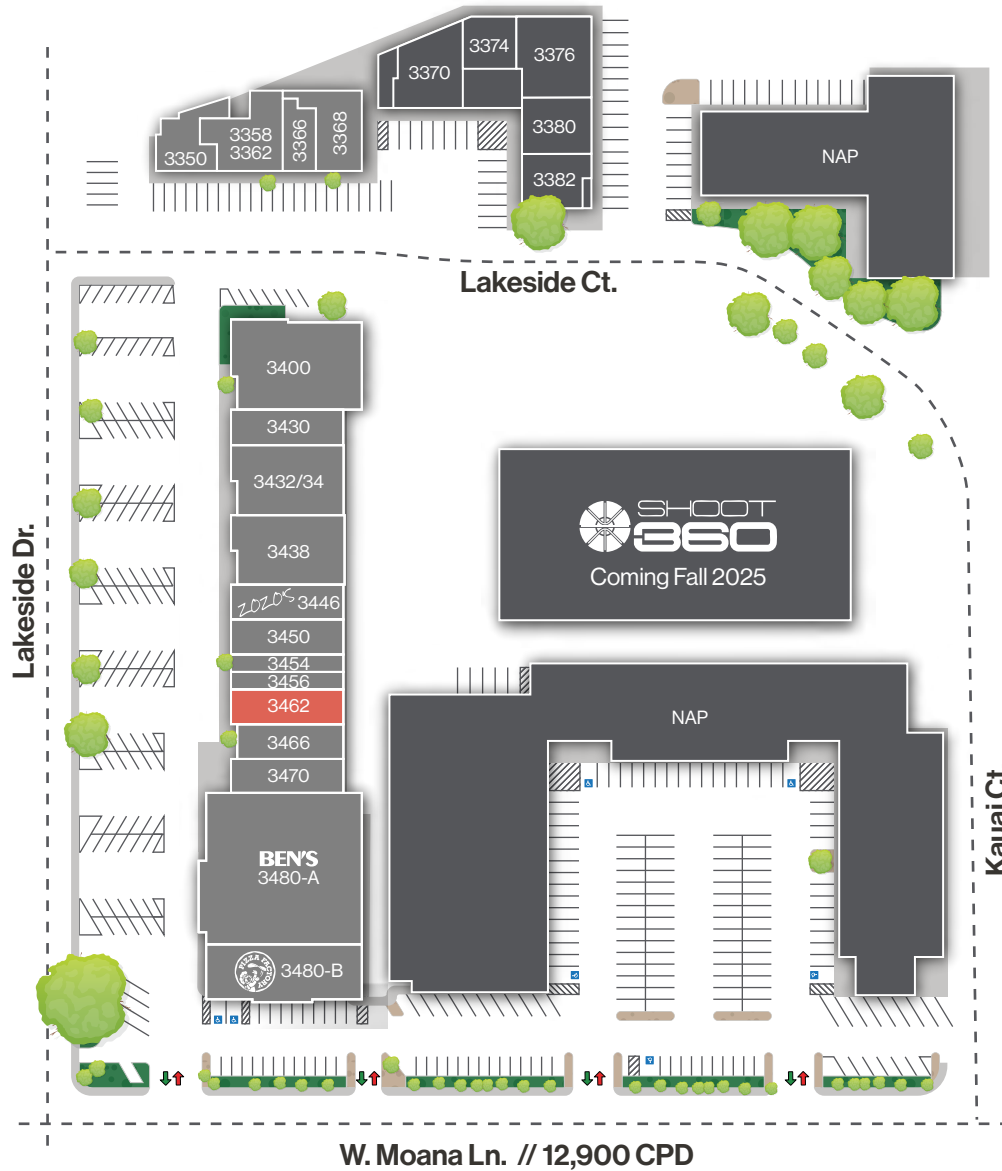 3374
3376
3370
3380
3382
3358
3362
3366
3368
3350
NAP
Lakeside Ct.
3400
3430
3432/34
3438
ZOZO'S 3446
3450
3454
3456
3462
3466
3470
BEN'S
3480-A
PIZZA FACTORY
3480-B
SHOOT
360
Coming Fall 2025
NAP
Lakeside Dr.
Kauai Ct.
W. Moana Ln. // 12,900 CPD